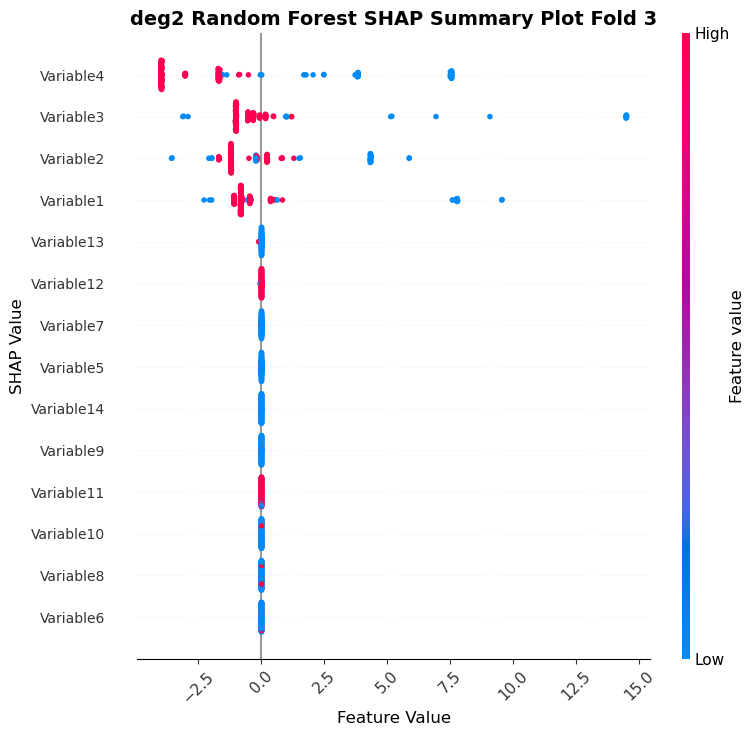 deg2 Random Forest SHAP Summary Plot Fold 3
High
Variable4
Variable3
Variable2
Variable1
Variable13
Variable12
Variable7
Variable5
Variable14
Variable9
Variable11
Variable10
Variable8
Variable6
SHAP Value
Feature value
Low
−2.5 0.0 2.5 5.0 7.5 10.0 12.5 15.0
Feature Value